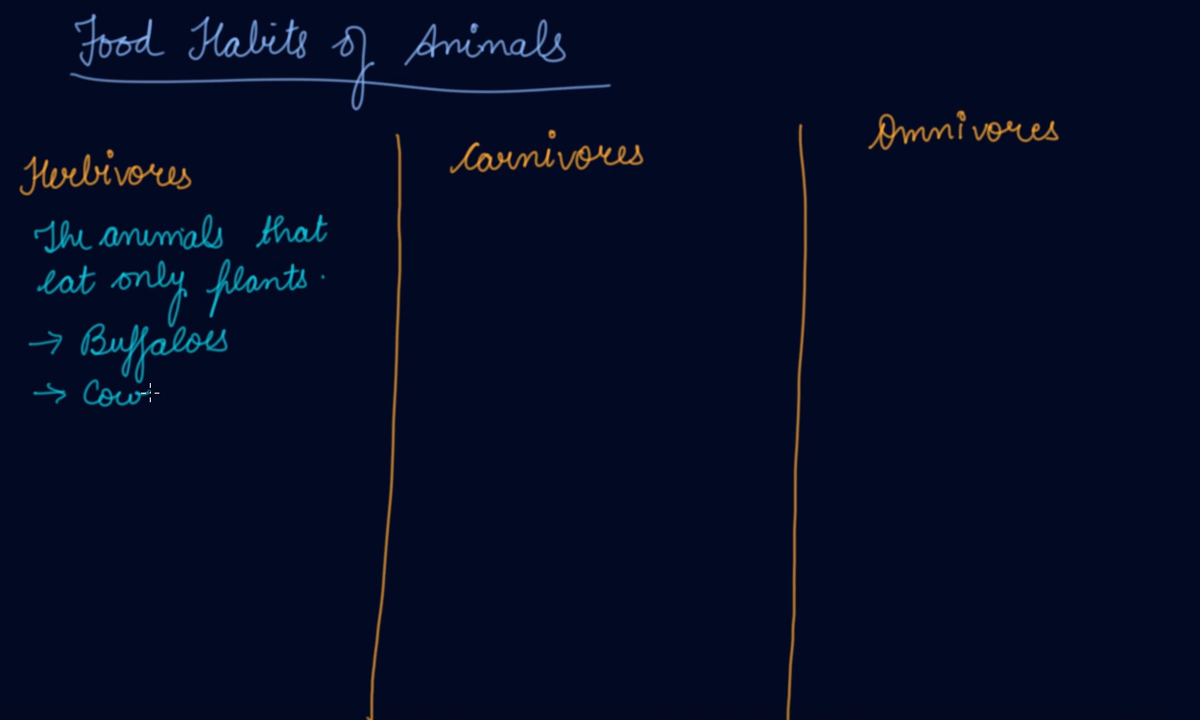 Food Habits of Animals
Herbivores
The animals that
eat only plants.
→ Buffaloes
→ Cow
Carnivores
Omnivores